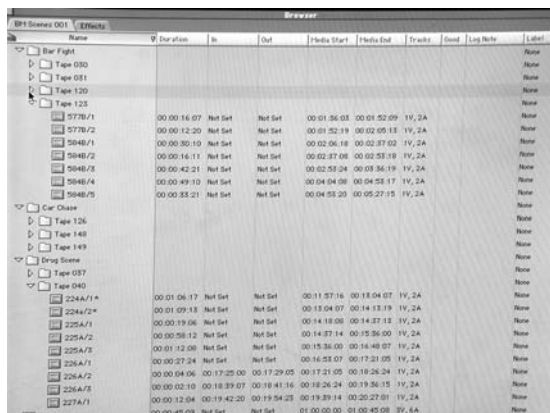 Browser
BH Scenes 001 Effects
Name Duration In Out Media Start Media End Tracks Good Log Note Label
Bar Fight None
Tape 030 None
Tape 031 None
Tape 120 None
Tape 123 None
577B/1 00:00:16:07 Not Set Not Set 00:01:36:03 00:01:52:09 1V, 2A None
577B/2 00:00:12:20 Not Set Not Set 00:01:52:19 00:02:05:13 1V, 2A None
584B/1 00:00:30:10 Not Set Not Set 00:02:06:18 00:02:37:02 1V, 2A None
584B/2 00:00:16:11 Not Set Not Set 00:02:37:08 00:02:53:18 1V, 2A None
584B/3 00:00:42:21 Not Set Not Set 00:02:53:24 00:03:36:19 1V, 2A None
584B/4 00:00:49:10 Not Set Not Set 00:04:04:08 00:04:53:17 1V, 2A None
584B/5 00:00:33:21 Not Set Not Set 00:04:53:20 00:05:27:15 1V, 2A None
Car Chase None
Tape 126 None
Tape 148 None
Tape 149 None
Drug Scene None
Tape 037 None
Tape 040 None
224A/1* 00:01:06:17 Not Set Not Set 00:11:57:16 00:13:04:07 1V, 2A None
224a/2* 00:01:09:13 Not Set Not Set 00:13:04:07 00:14:13:19 1V, 2A None
225A/1 00:00:19:06 Not Set Not Set 00:14:18:08 00:14:37:13 1V, 2A None
225A/2 00:00:58:12 Not Set Not Set 00:14:37:14 00:15:36:00 1V, 2A None
225A/3 00:01:12:08 Not Set Not Set 00:15:36:00 00:16:48:07 1V, 2A None
226A/1 00:00:27:24 Not Set Not Set 00:16:53:07 00:17:21:05 1V, 2A None
226A/2 00:00:04:06 00:17:25:00 00:17:29:05 00:17:21:05 00:18:26:24 1V, 2A None
226A/3 00:00:02:10 00:18:39:07 00:18:41:16 00:18:26:24 00:19:36:15 1V, 2A None
227A/1 00:00:12:04 00:19:42:20 00:19:54:23 00:19:39:14 00:20:27:01 1V, 2A None
00:00:45:09 Not Set Not Set 01:00:00:00 01:00:45:08 None